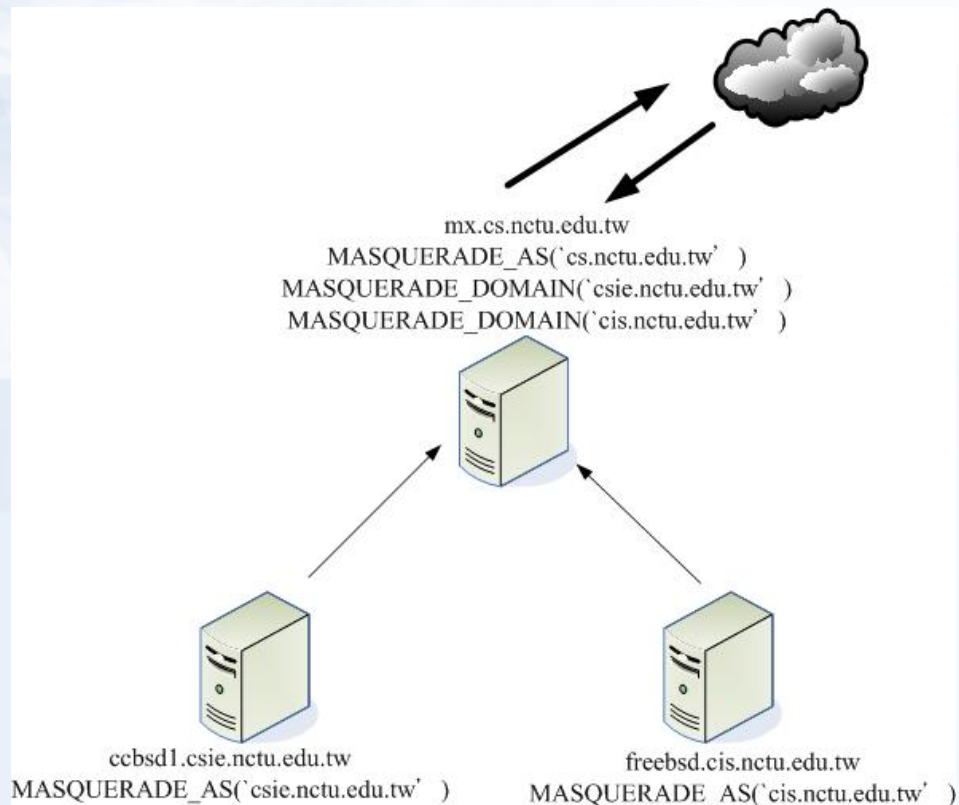 mx.cs.nctu.edu.tw
MASQUERADE_AS(`cs.nctu.edu.tw’ )
MASQUERADE_DOMAIN(`csie.nctu.edu.tw’ )
MASQUERADE_DOMAIN(`cis.nctu.edu.tw’ )
ccbsd1.csie.nctu.edu.tw
MASQUERADE_AS(`csie.nctu.edu.tw’ )
freebsd.cis.nctu.edu.tw
MASQUERADE_AS(`cis.nctu.edu.tw’ )